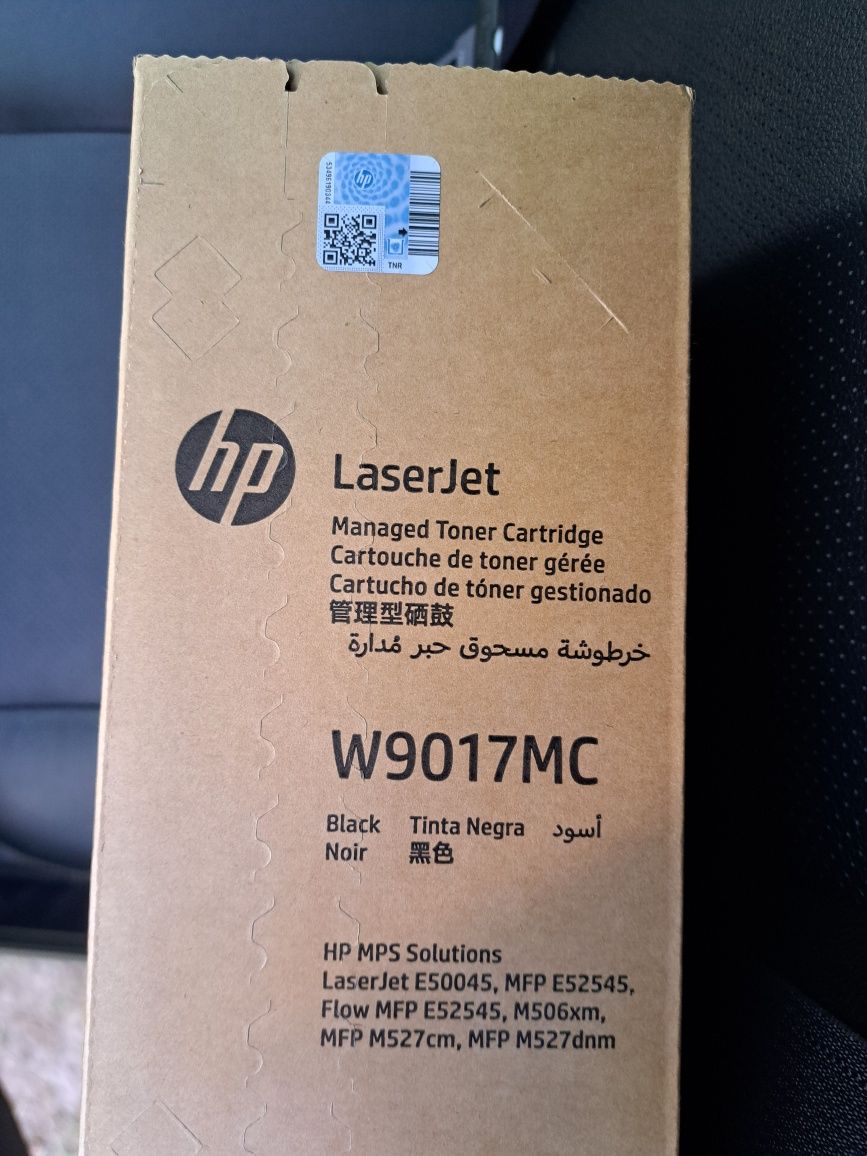 53496190344
hp
TNR
hp
LaserJet
Managed Toner Cartridge
Cartouche de toner gérée
Cartucho de tóner gestionado
管理型硒鼓
خرطوشة مسحوق حبر مُدارة
W9017MC
Black Tinta Negra أسود
Noir 黑色
HP MPS Solutions
LaserJet E50045, MFP E52545,
Flow MFP E52545, M506xm,
MFP M527cm, MFP M527dnm